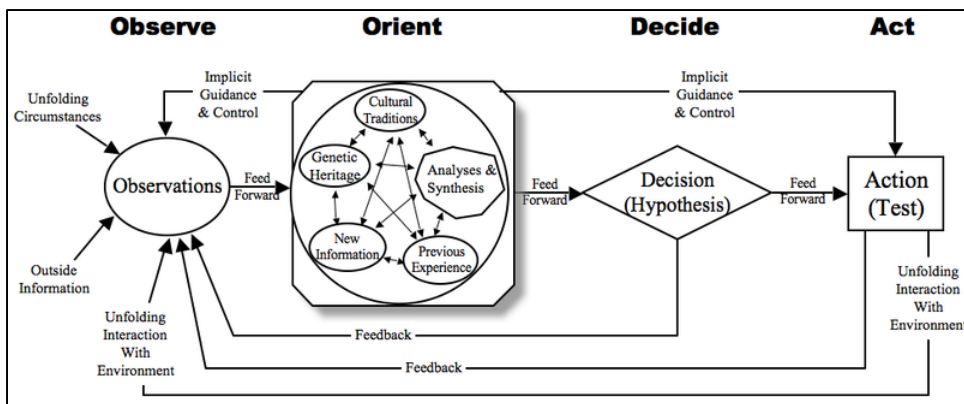 Observe
Orient
Decide
Act
Implicit
Guidance
& Control
Unfolding
Circumstances
Observations
Feed
Forward
Outside
Information
Unfolding
Interaction
With
Environment
Cultural
Traditions
Genetic
Heritage
Analyses &
Synthesis
New
Information
Previous
Experience
Implicit
Guidance
& Control
Feed
Forward
Decision
(Hypothesis)
Feed
Forward
Action
(Test)
Unfolding
Interaction
With
Environment
Feedback
Feedback